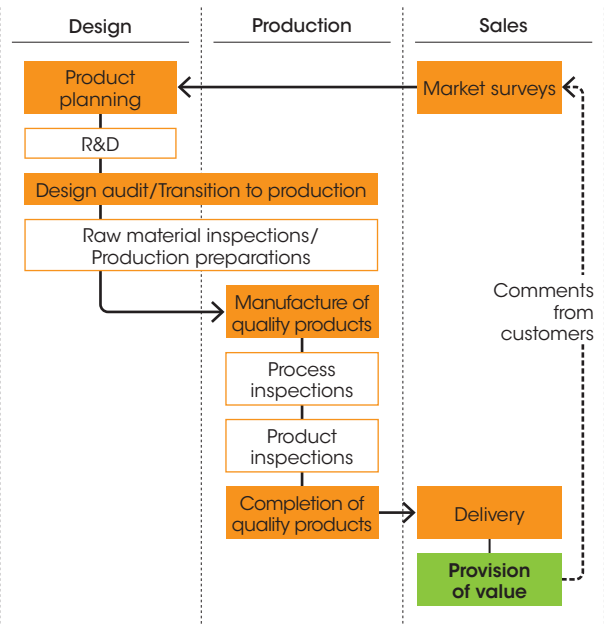 Design
Production
Sales
Product
planning
Market surveys
R&D
Design audit/Transition to production
Raw material inspections/
Production preparations
Manufacture of
quality products
Comments
from
customers
Process
inspections
Product
inspections
Completion of
quality products
Delivery
Provision
of value